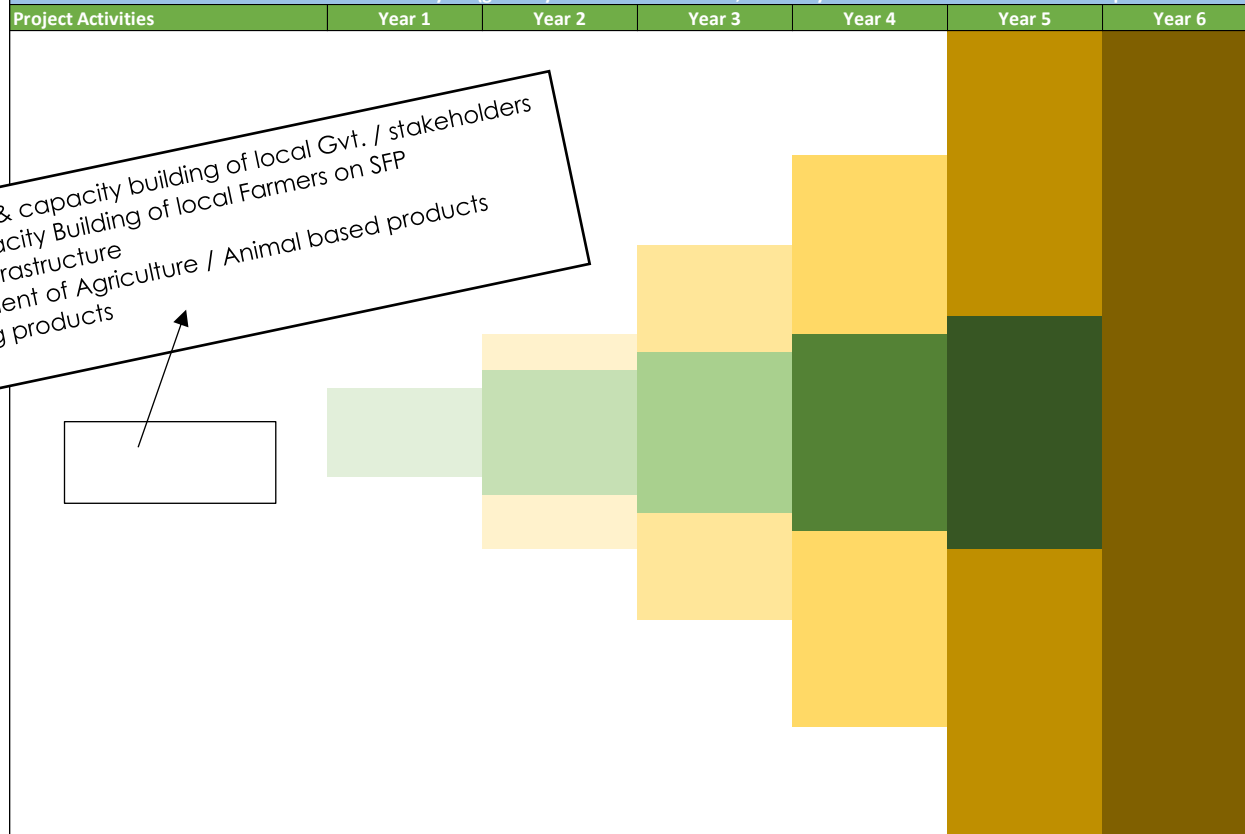 Project Activities Year 1 Year 2 Year 3 Year 4 Year 5 Year 6
& capacity building of local Gvt. / stakeholders
acity Building of local Farmers on SFP
rastructure
ent of Agriculture / Animal based products
g products